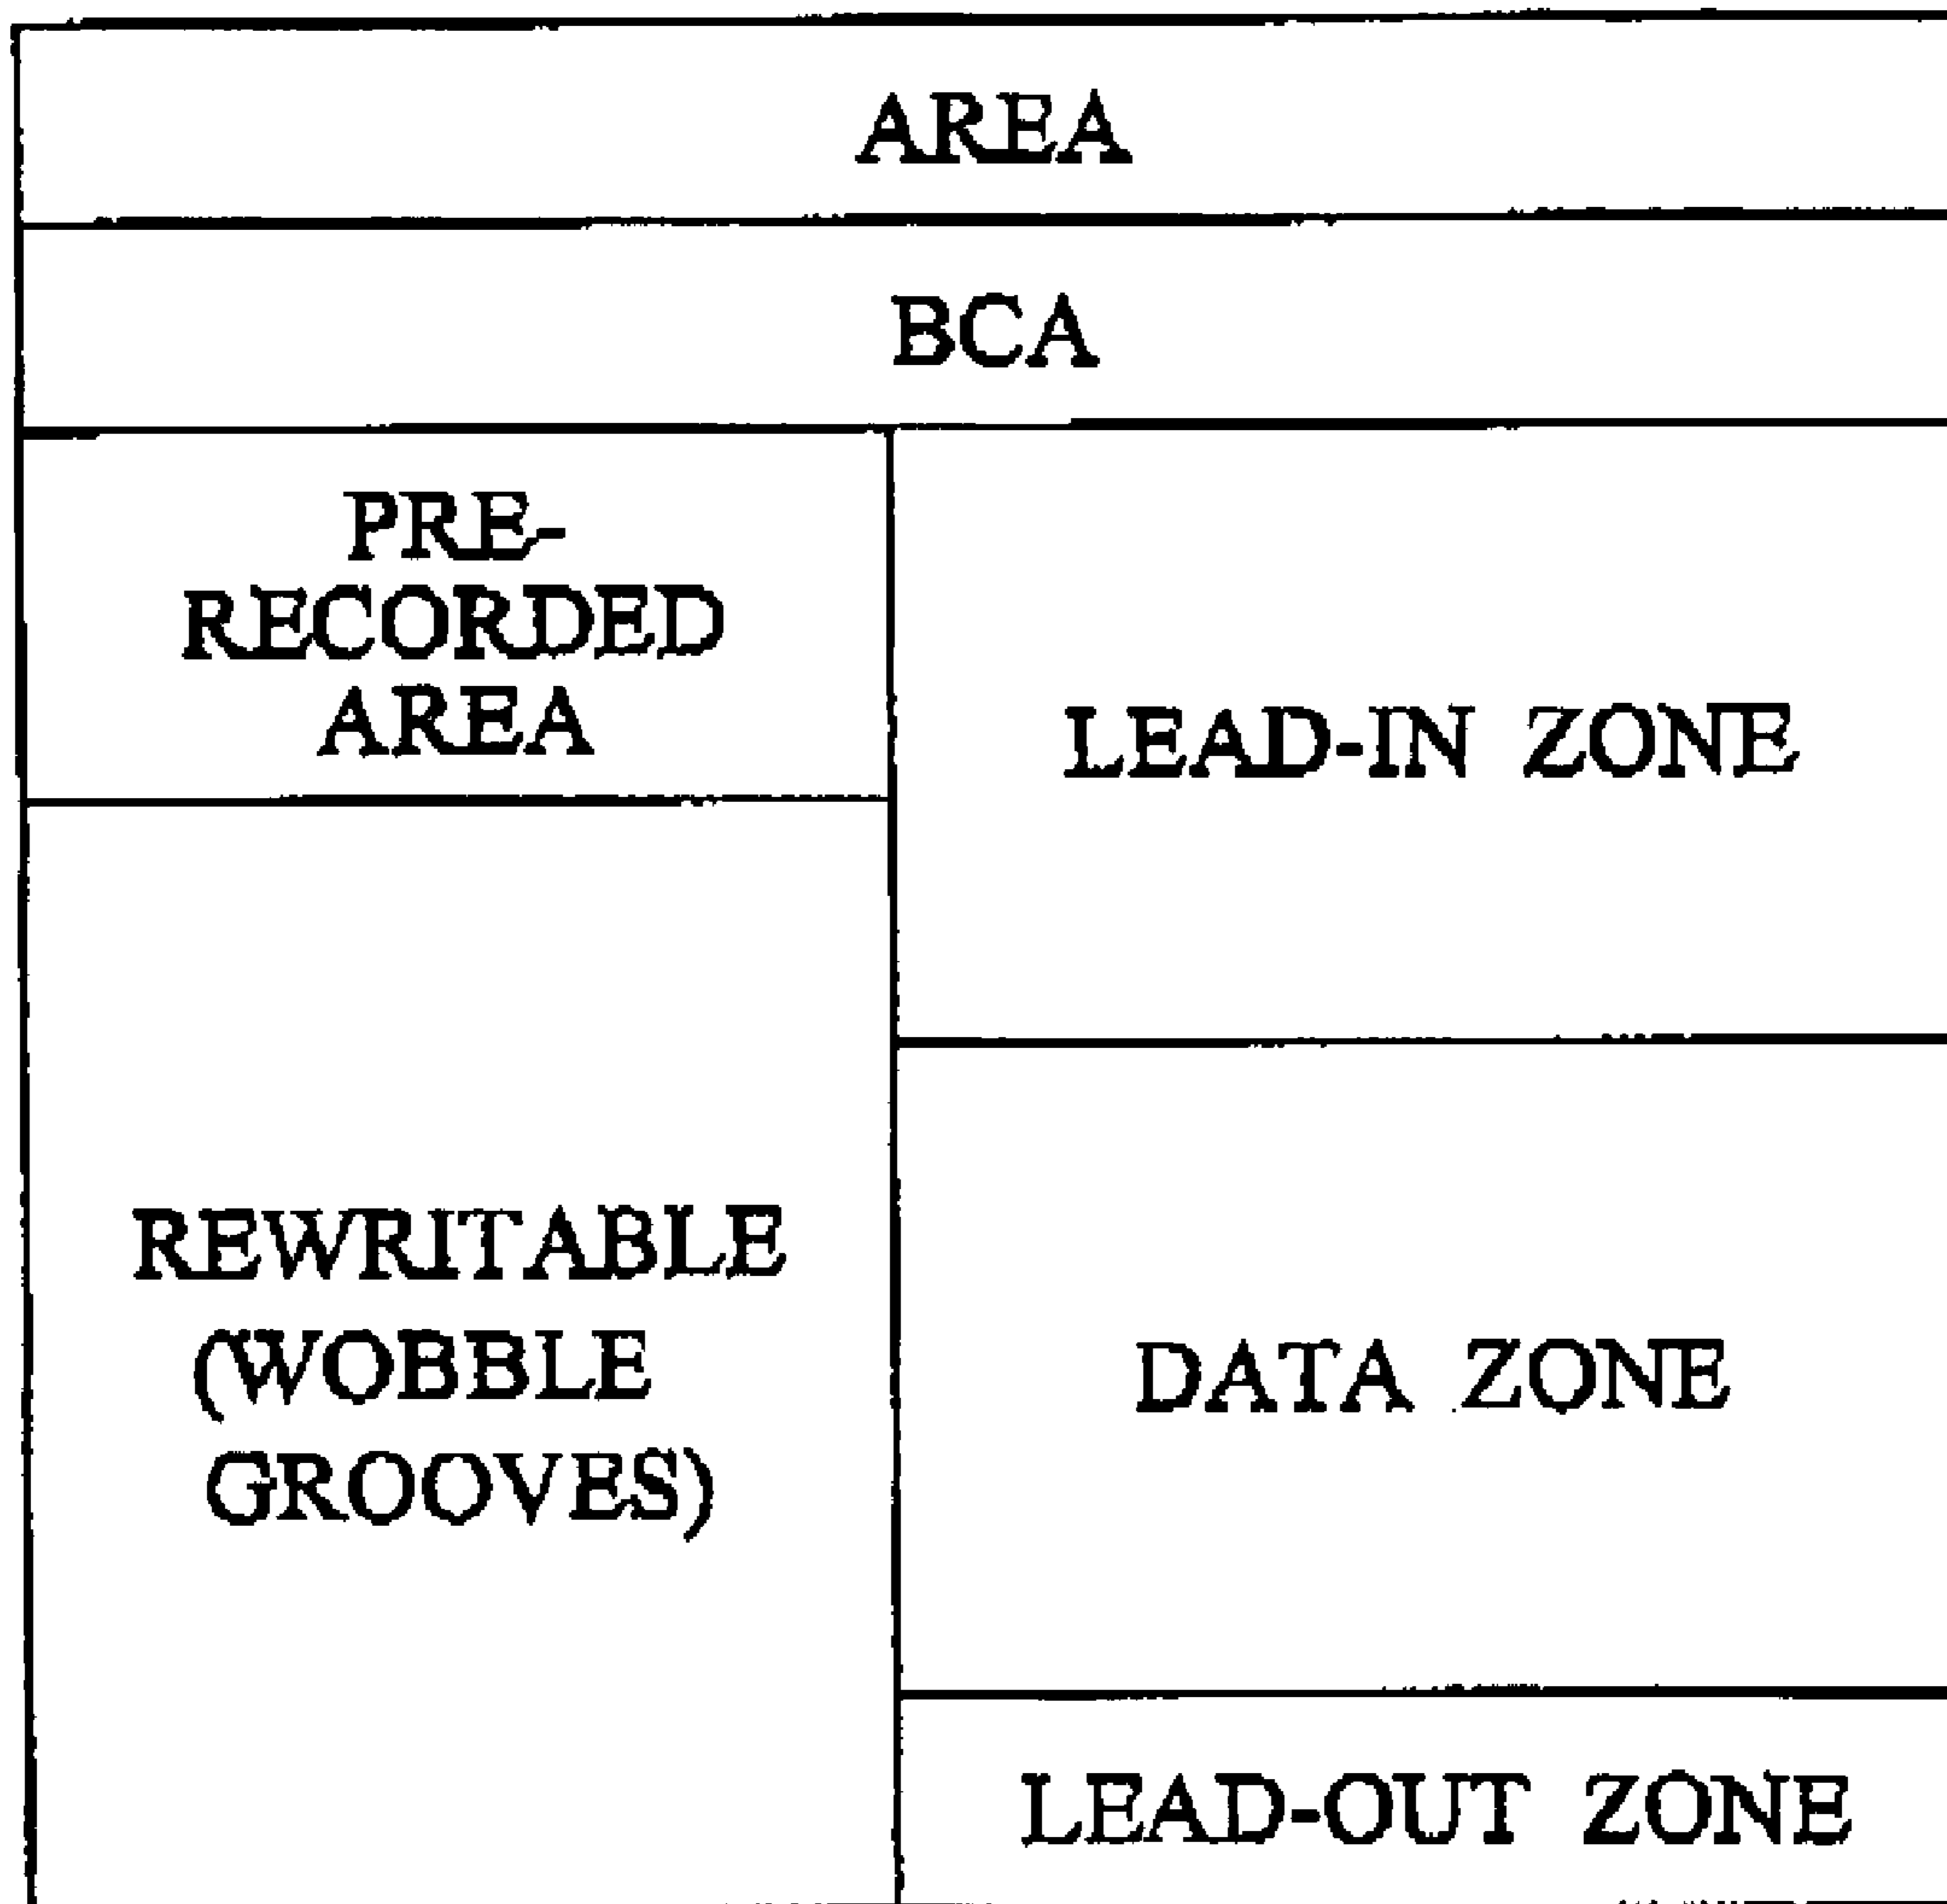 AREA
BCA
PRE-
RECORDED
AREA
LEAD-IN ZONE
REWRITABLE
(WOBBLE
GROOVES)
DATA ZONE
LEAD-OUT ZONE